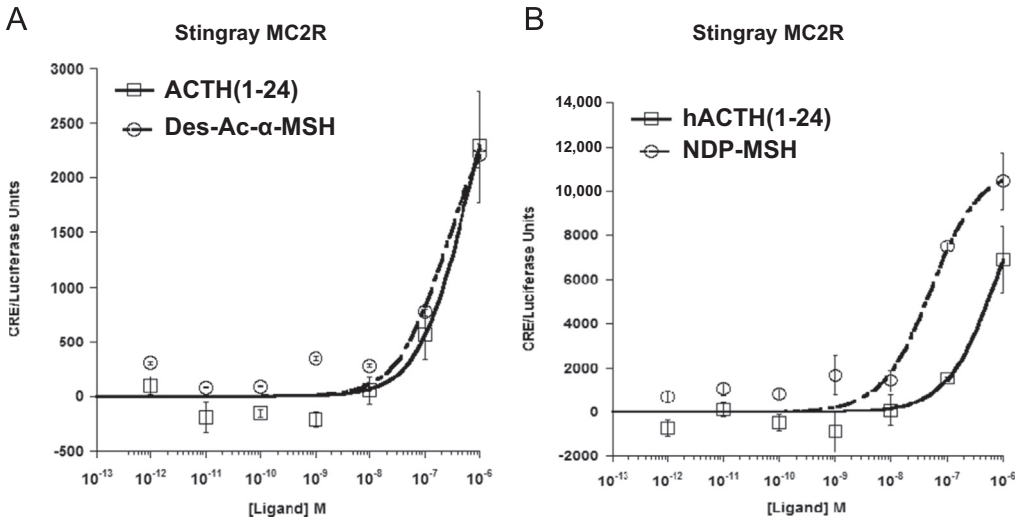 A
Stingray MC2R
ACTH(1-24)
Des-Ac-α-MSH
CRE/Luciferase Units
3000
2500
2000
1500
1000
500
0
-500
10-13
10-12
10-11
10-10
10-9
10-8
10-7
10-6
[Ligand] M
B
Stingray MC2R
hACTH(1-24)
NDP-MSH
CRE/Luciferase Units
14,000
12,000
10,000
8000
6000
4000
2000
0
-2000
10-13
10-12
10-11
10-10
10-9
10-8
10-7
10-6
[Ligand] M